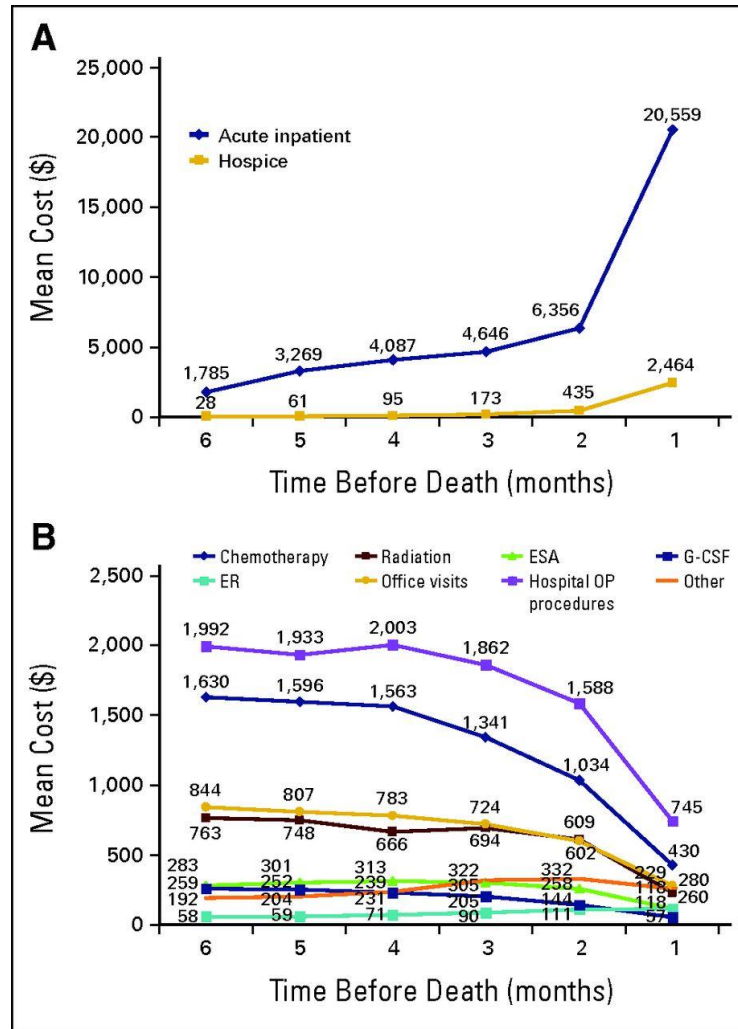 A
25,000
20,000
15,000
10,000
5,000
0
Mean Cost ($)
Acute inpatient
Hospice
20,559
6,356
4,646
4,087
3,269
1,785
2,464
435
173
95
61
28
6 5 4 3 2 1
Time Before Death (months)
B
Chemotherapy Radiation ESA G-CSF
ER Office visits Hospital OP procedures Other
2,500
2,000
1,500
1,000
500
0
Mean Cost ($)
1,992 1,933 2,003 1,862 1,588 745
1,630 1,596 1,563 1,341 1,034 430
844 807 783 724 609 229
763 748 666 694 602 280
283 301 313 322 332 118
259 252 239 305 258 260
192 204 231 205 144 118
58 59 71 90 111 57
6 5 4 3 2 1
Time Before Death (months)